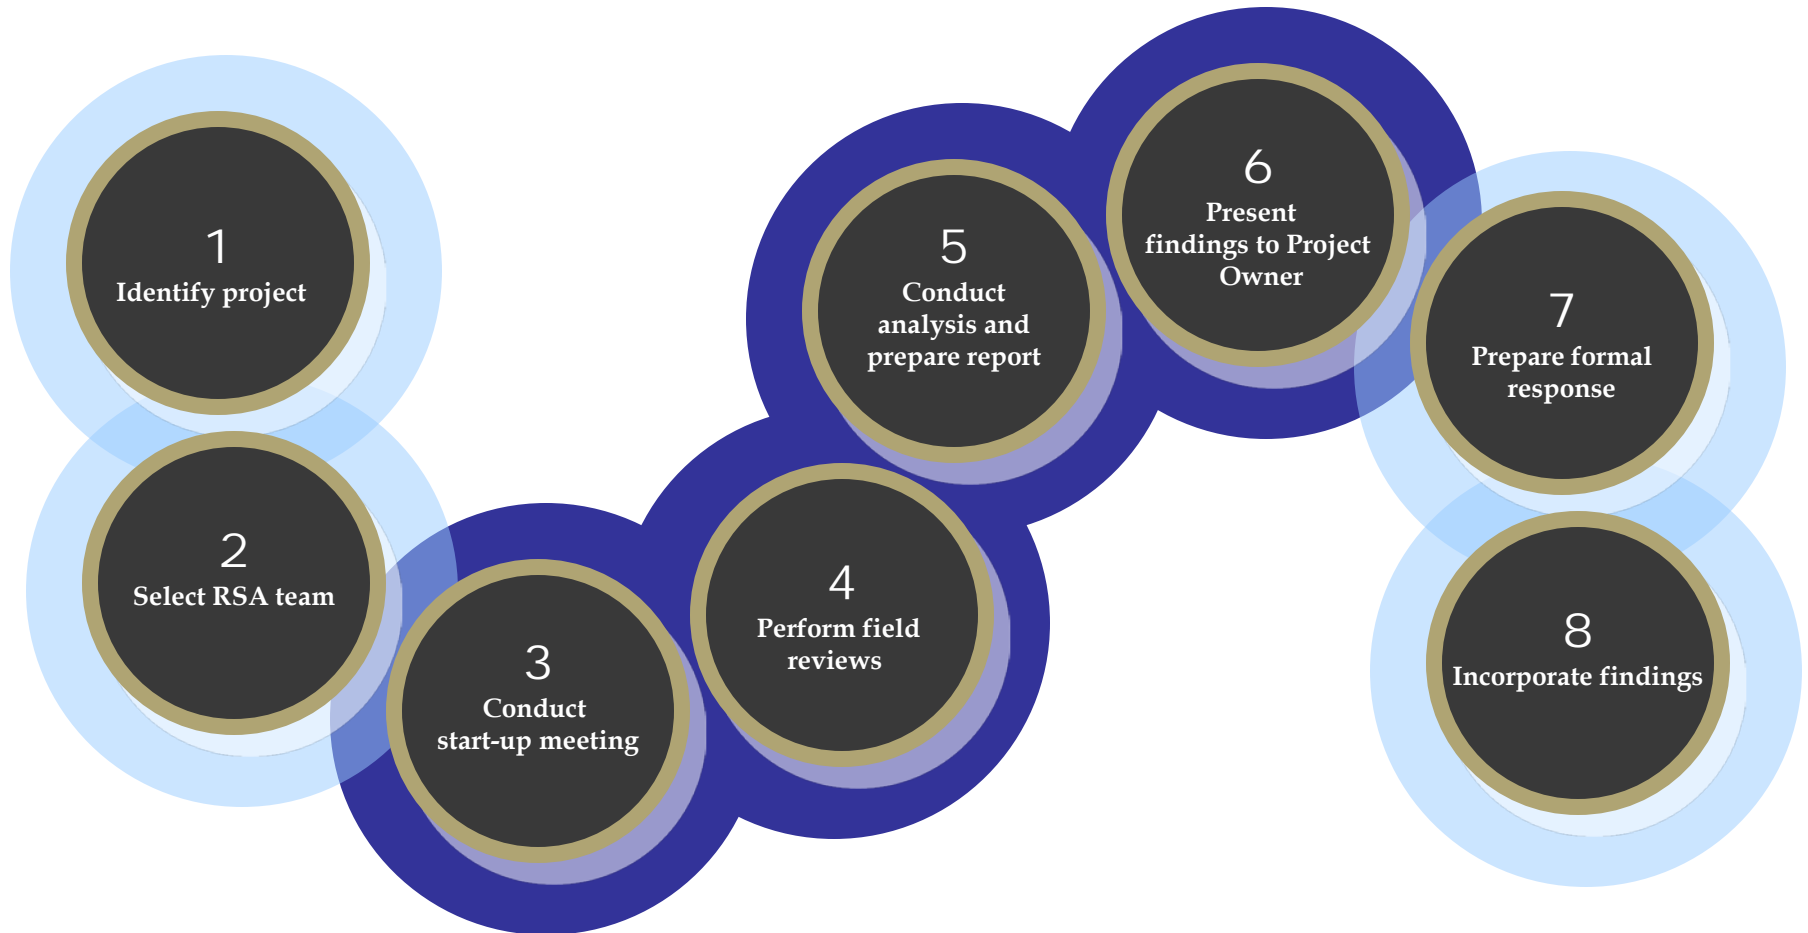 1
Identify project
2
Select RSA team
3
Conduct
start-up meeting
4
Perform field
reviews
5
Conduct
analysis and
prepare report
6
Present
findings to Project
Owner
7
Prepare formal
response
8
Incorporate findings